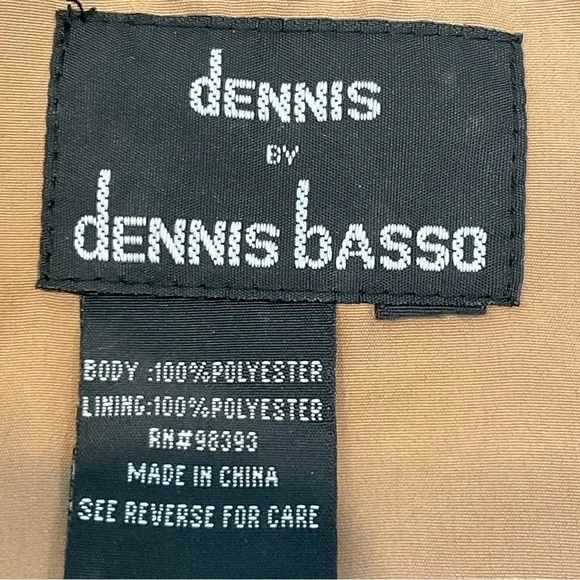 dENNIS
BY
dENNIS bASSO
BODY :100%POLYESTER
LINING:100%POLYESTER
RN#98393
MADE IN CHINA
SEE REVERSE FOR CARE